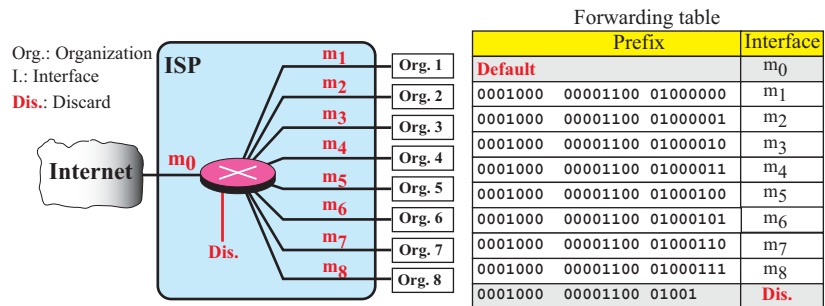 Org.: Organization
I.: Interface
Dis.: Discard
ISP
Internet
m0
m1
m2
m3
m4
m5
m6
m7
m8
Dis.
Org. 1
Org. 2
Org. 3
Org. 4
Org. 5
Org. 6
Org. 7
Org. 8
Forwarding table
Prefix Interface
Default m0
0001000 00001100 01000000 m1
0001000 00001100 01000001 m2
0001000 00001100 01000010 m3
0001000 00001100 01000011 m4
0001000 00001100 01000100 m5
0001000 00001100 01000101 m6
0001000 00001100 01000110 m7
0001000 00001100 01000111 m8
0001000 00001100 01001 Dis.